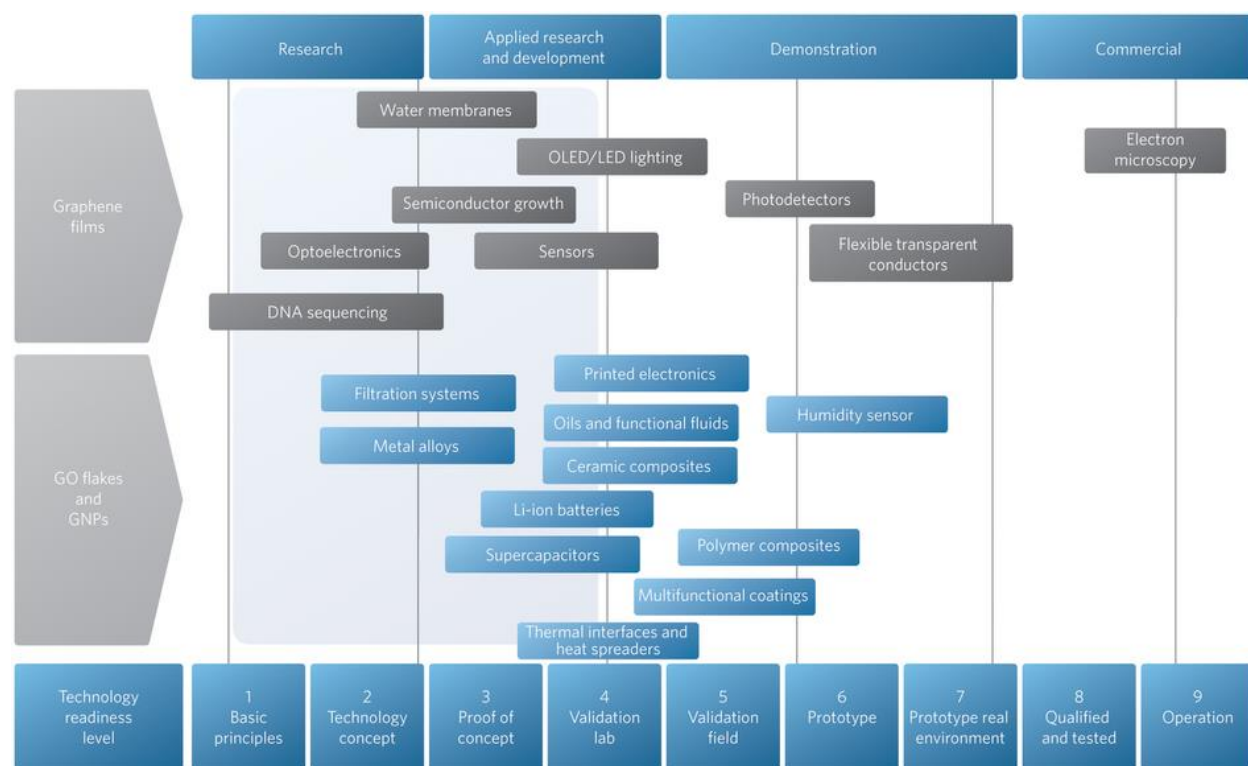 Research
Applied research
and development
Demonstration
Commercial
Graphene
films
Water membranes
OLED/LED lighting
Electron
microscopy
Semiconductor growth
Photodetectors
Optoelectronics
Sensors
Flexible transparent
conductors
DNA sequencing
GO flakes
and
GNPs
Printed electronics
Filtration systems
Oils and functional fluids
Humidity sensor
Metal alloys
Ceramic composites
Li-ion batteries
Supercapacitors
Polymer composites
Multifunctional coatings
Thermal interfaces and
heat spreaders
Technology
readiness
level
1
Basic
principles
2
Technology
concept
3
Proof of
concept
4
Validation
lab
5
Validation
field
6
Prototype
7
Prototype real
environment
8
Qualified
and tested
9
Operation